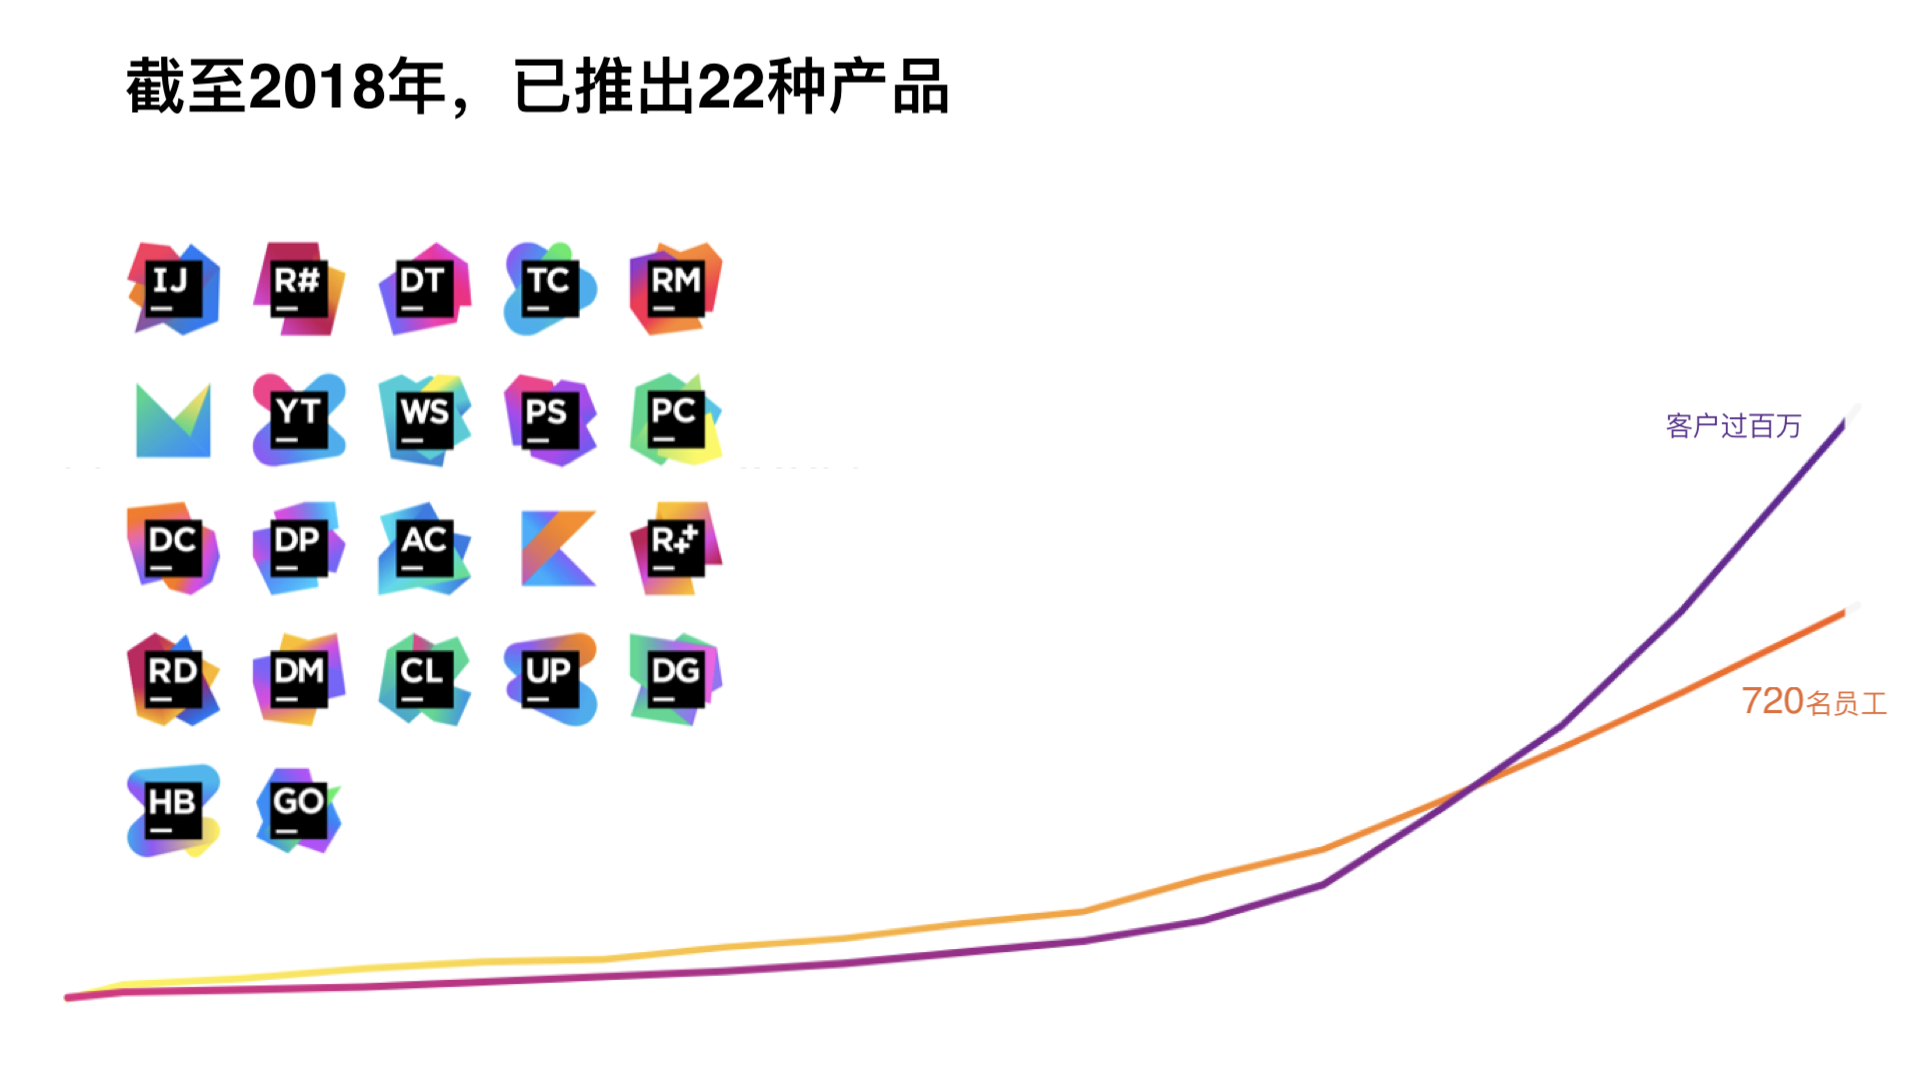 截至2018年，已推出22种产品
IJ R# DT TC RM
YT WS PS PC
客户过百万
DC DP AC R++
RD DM CL UP DG
720名员工
HB GO